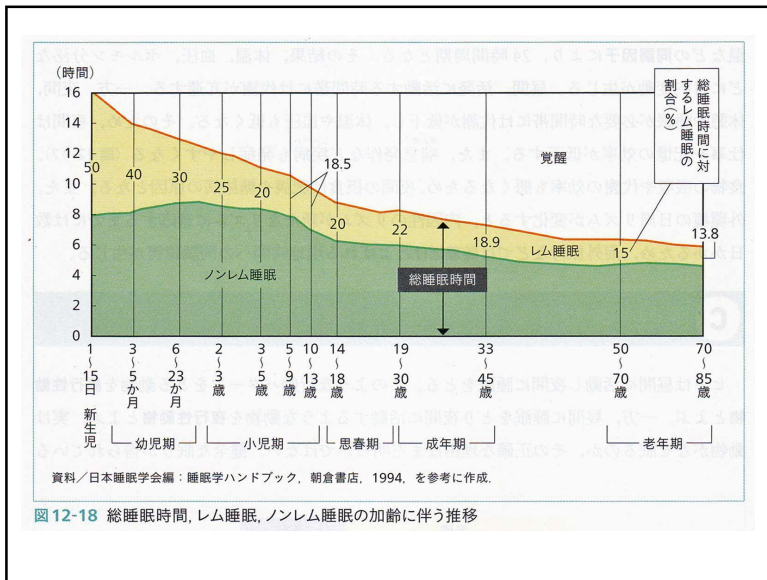 (時間)
16
14
12
10
8
6
4
2
0
50
40
30
25
20
18.5
20
22
18.9
15
13.8
覚醒
レム睡眠
ノンレム睡眠
総睡眠時間
総睡眠時間に対
するレム睡眠の
割合(%)
1〜15日 新生児
3〜5か月
6〜23か月
2〜3歳
3〜5歳
5〜9歳
10〜13歳
14〜18歳
19〜30歳
33〜45歳
50〜70歳
70〜85歳
幼児期
小児期
思春期
成年期
老年期
資料/日本睡眠学会編:睡眠学ハンドブック,朝倉書店,1994,を参考に作成.
図12-18 総睡眠時間,レム睡眠,ノンレム睡眠の加齢に伴う推移